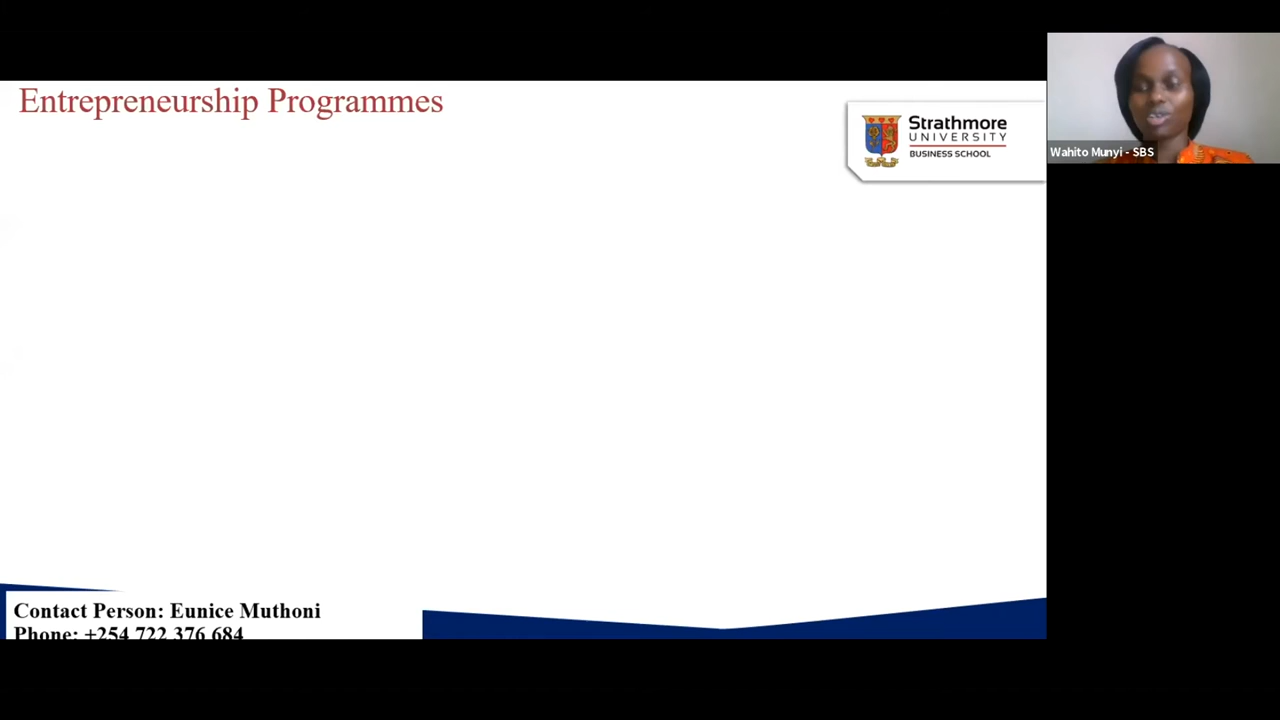 Entrepreneurship Programmes
Strathmore
UNIVERSITY
BUSINESS SCHOOL
Wahito Munyi - SBS
Contact Person: Eunice Muthoni
Phone: +254 722 376 684